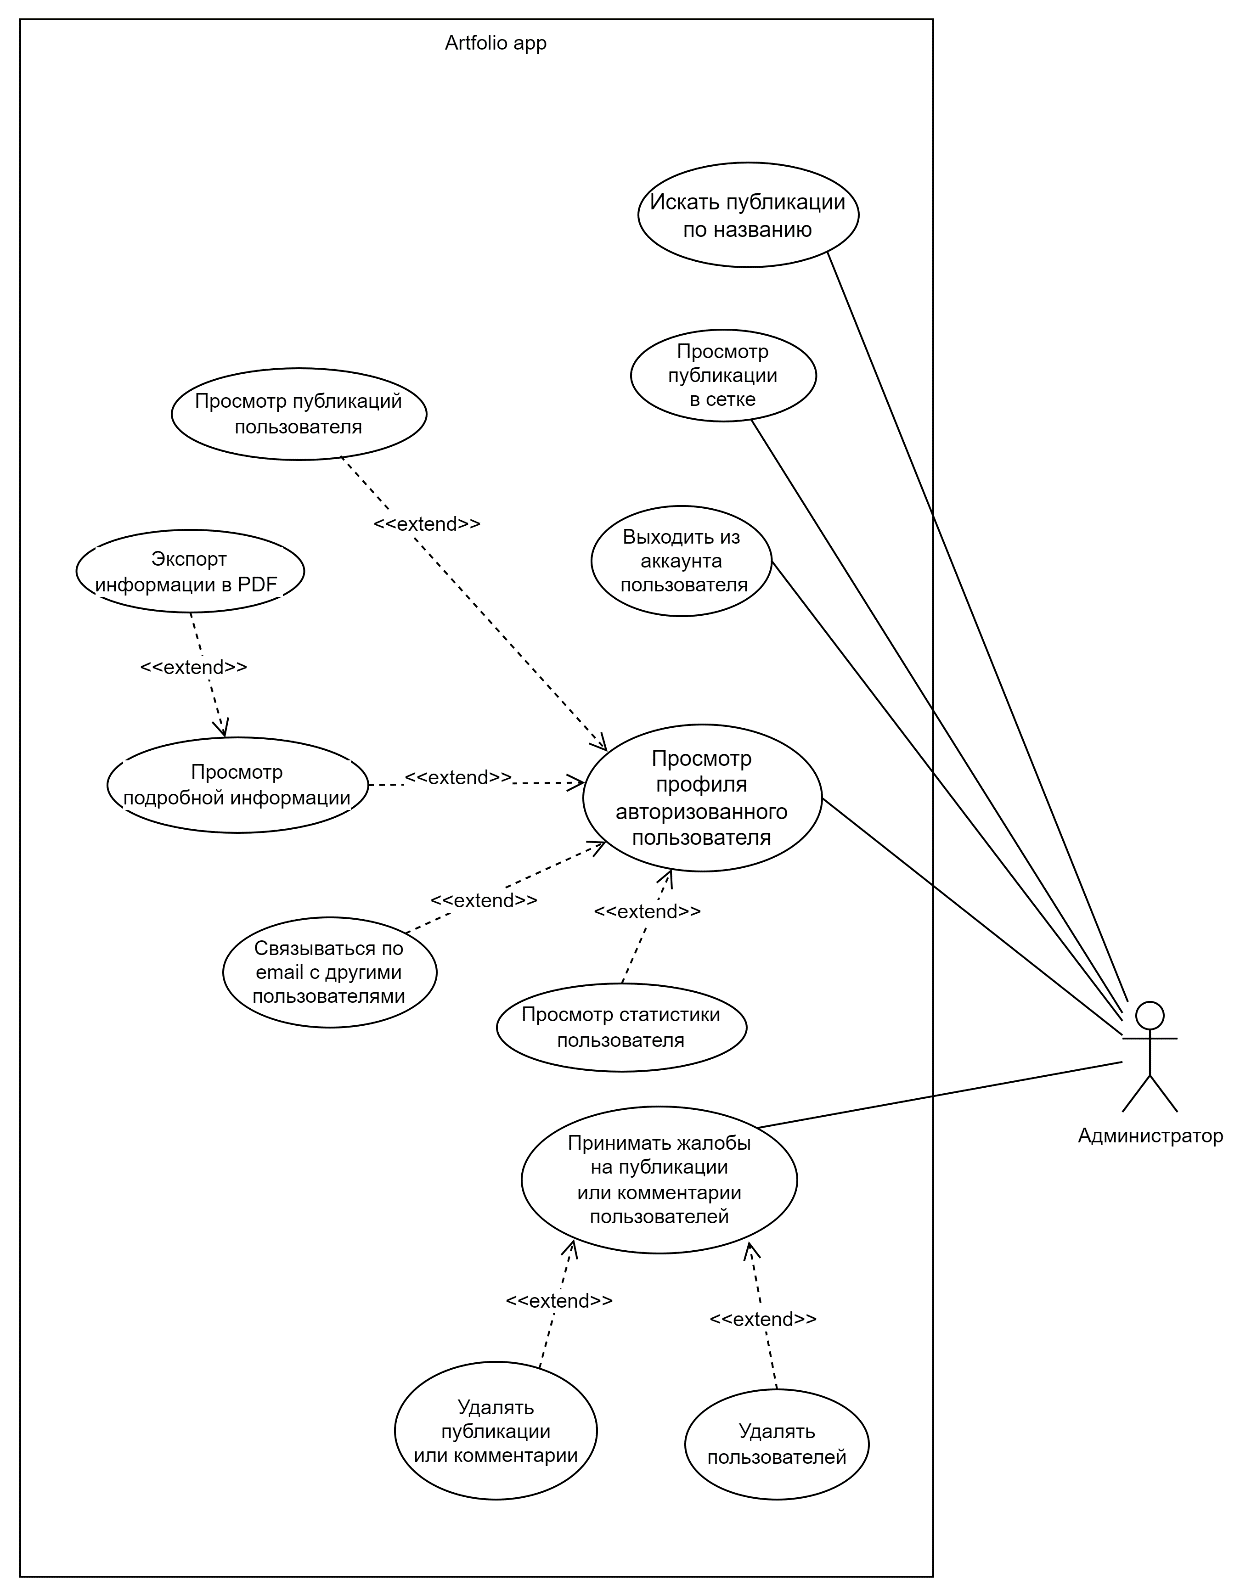 Artfolio app
Искать публикации
по названию
Просмотр
публикации
в сетке
Просмотр публикаций
пользователя
<<extend>>
Выходить из
аккаунта
пользователя
Экспорт
информации в PDF
<<extend>>
Просмотр
подробной информации
<<extend>>
Просмотр
профиля
авторизованного
пользователя
<<extend>>
<<extend>>
Связываться по
email с другими
пользователями
Просмотр статистики
пользователя
Администратор
Принимать жалобы
на публикации
или комментарии
пользователей
<<extend>>
<<extend>>
Удалять
публикации
или комментарии
Удалять
пользователей